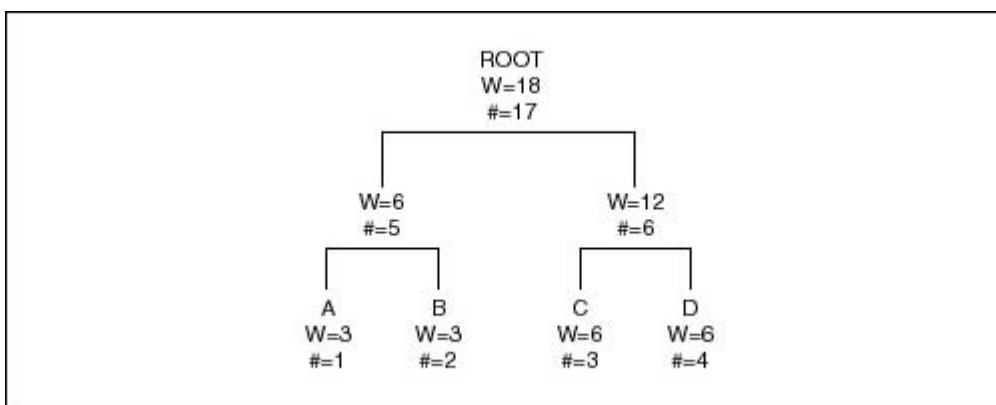 ROOT
W=18
#=17
W=6 W=12
#=5 #=6
A B C D
W=3 W=3 W=6 W=6
#=1 #=2 #=3 #=4